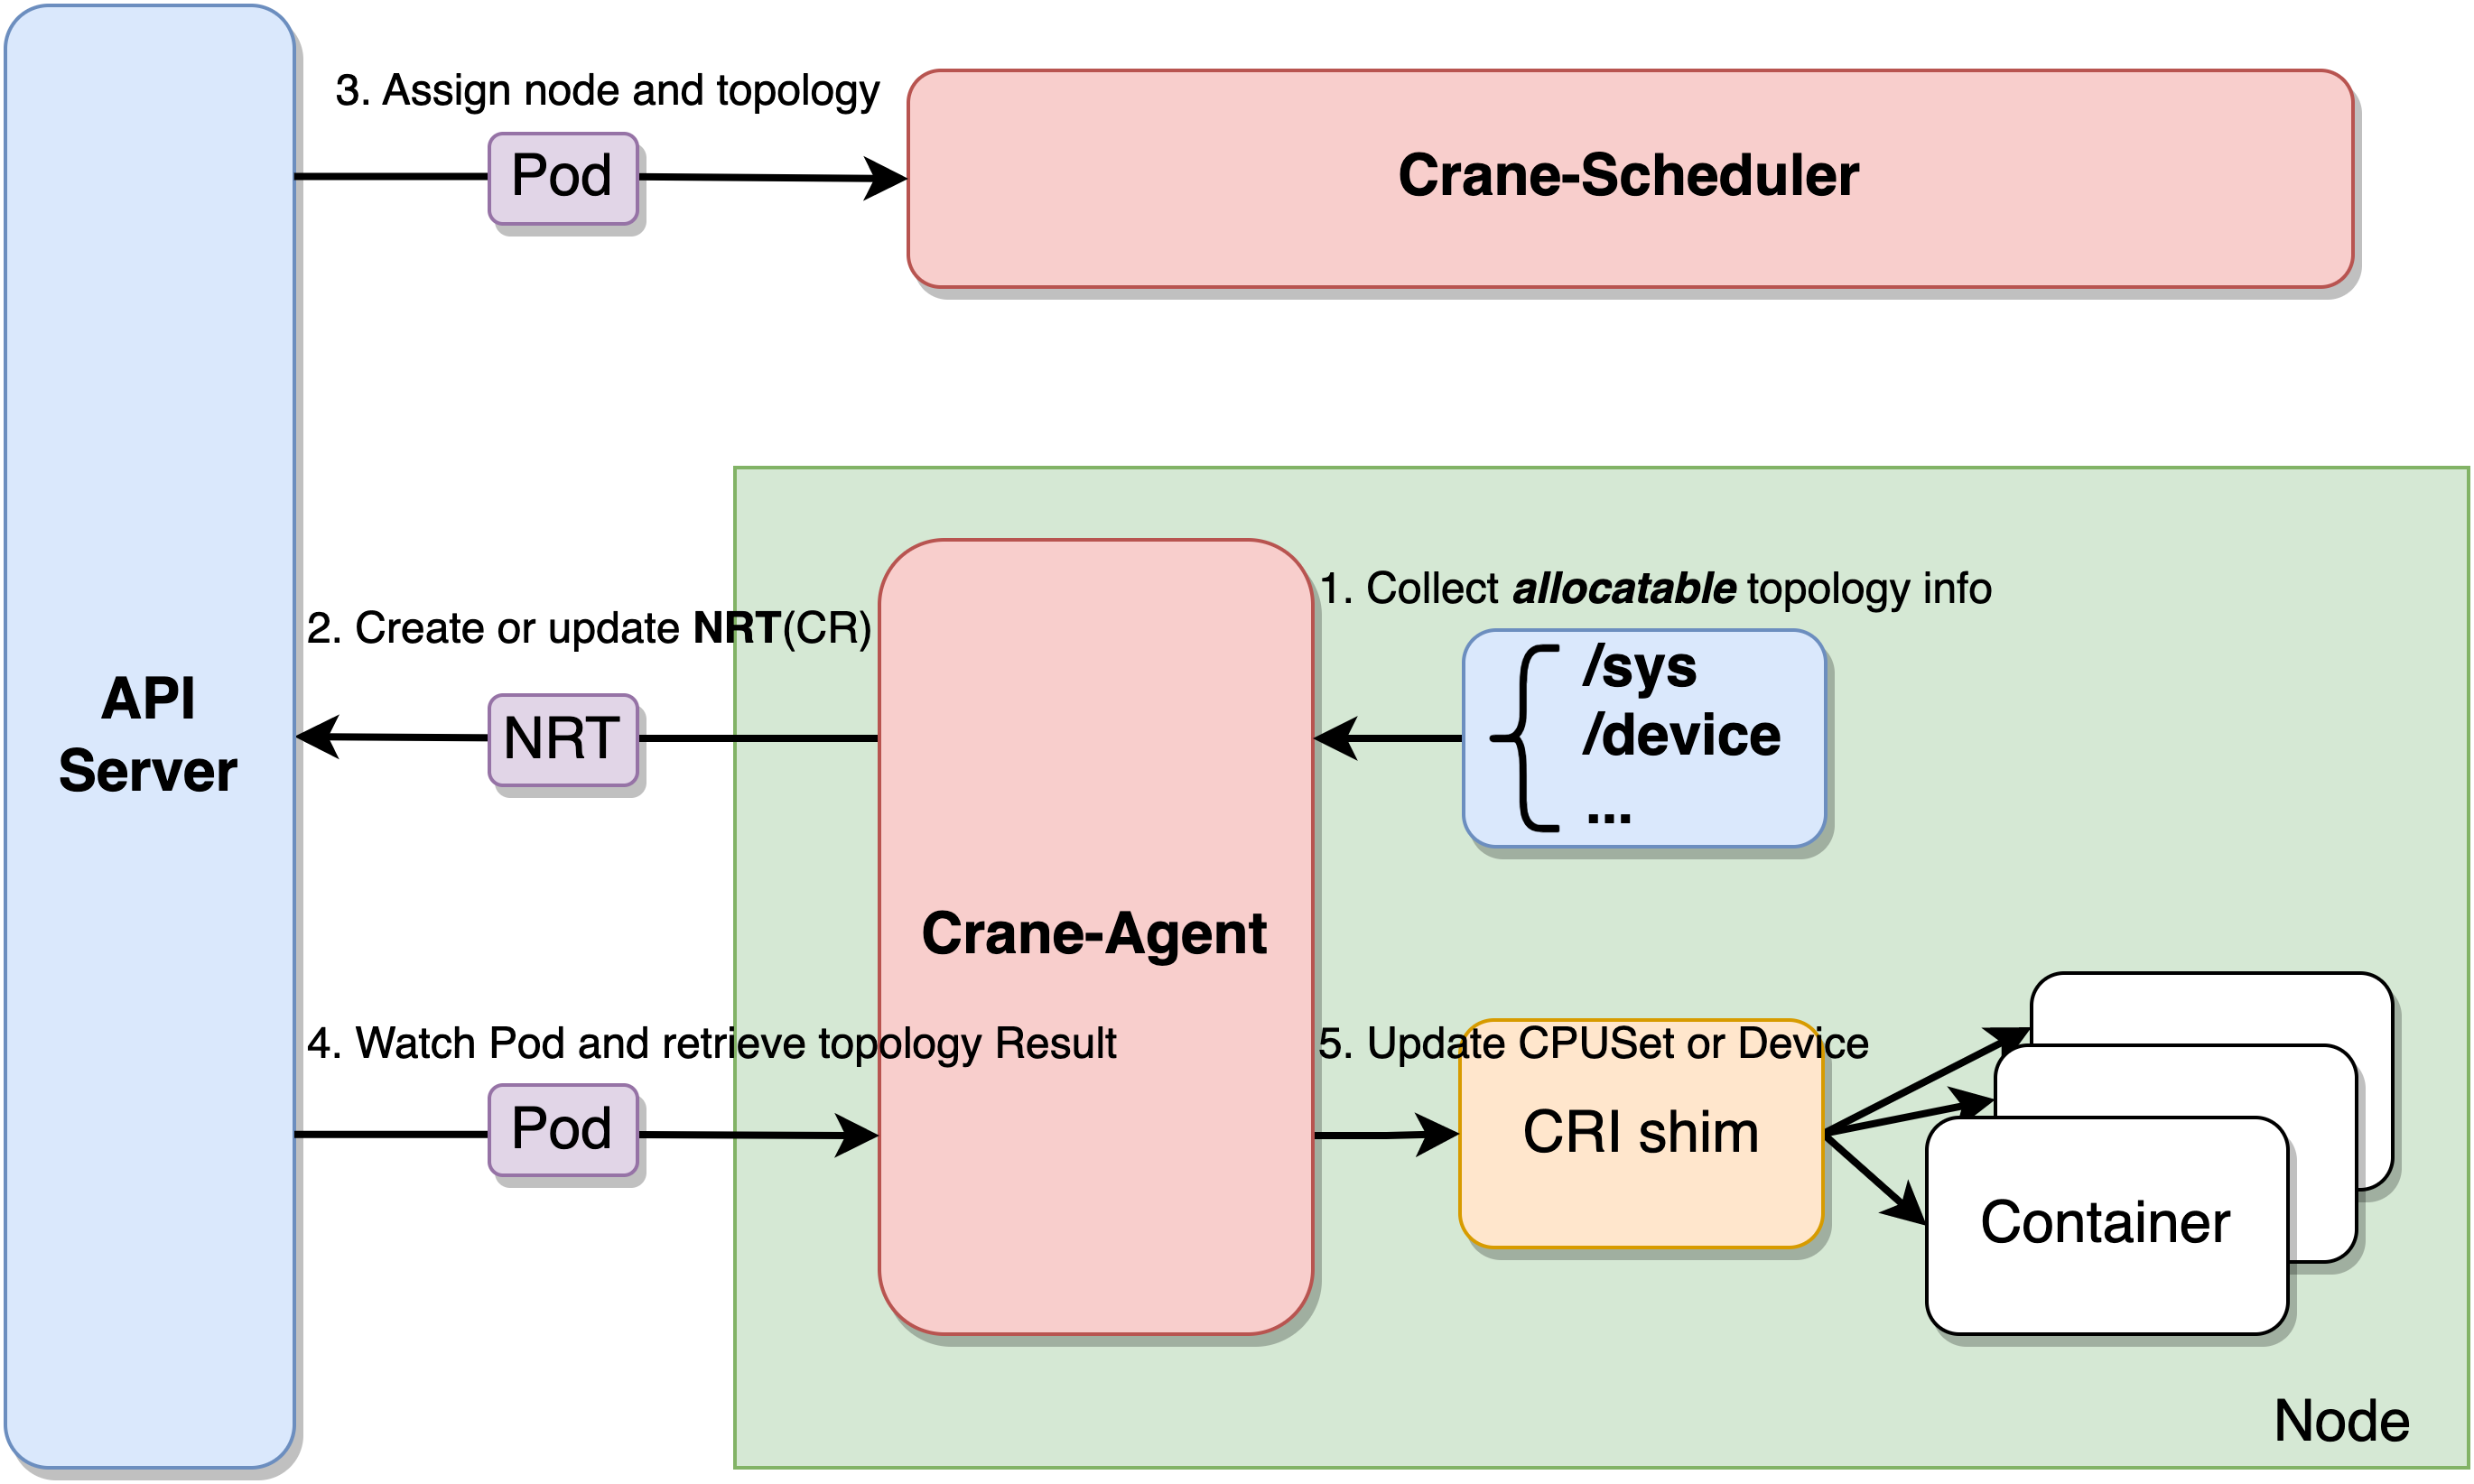 3. Assign node and topology
Pod
Crane-Scheduler
1. Collect allocatable topology info
2. Create or update NRT(CR)
/sys
/device
...
NRT
API
Server
Crane-Agent
4. Watch Pod and retrieve topology Result
5. Update CPUSet or Device
Pod
CRI shim
Container
Node